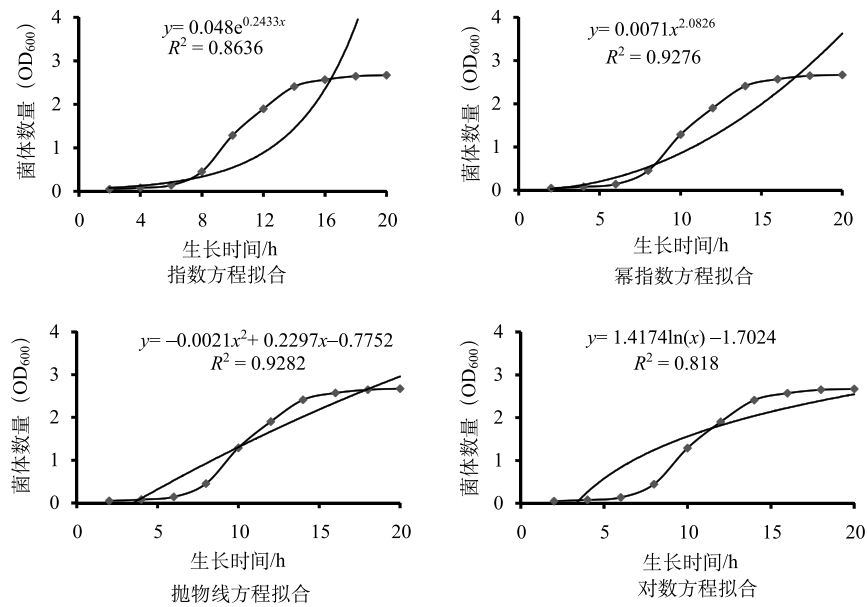 y= 0.048e^0.2433x
R² = 0.8636
菌体数量（OD₆₀₀）
4
3
2
1
0
0 4 8 12 16 20
生长时间/h
指数方程拟合
y= 0.0071x^2.0826
R² = 0.9276
菌体数量（OD₆₀₀）
4
3
2
1
0
0 5 10 15 20
生长时间/h
幂指数方程拟合
y= −0.0021x²+ 0.2297x−0.7752
R² = 0.9282
菌体数量（OD₆₀₀）
4
3
2
1
0
0 5 10 15 20
生长时间/h
抛物线方程拟合
y= 1.4174ln(x) −1.7024
R² = 0.818
菌体数量（OD₆₀₀）
4
3
2
1
0
0 5 10 15 20
生长时间/h
对数方程拟合